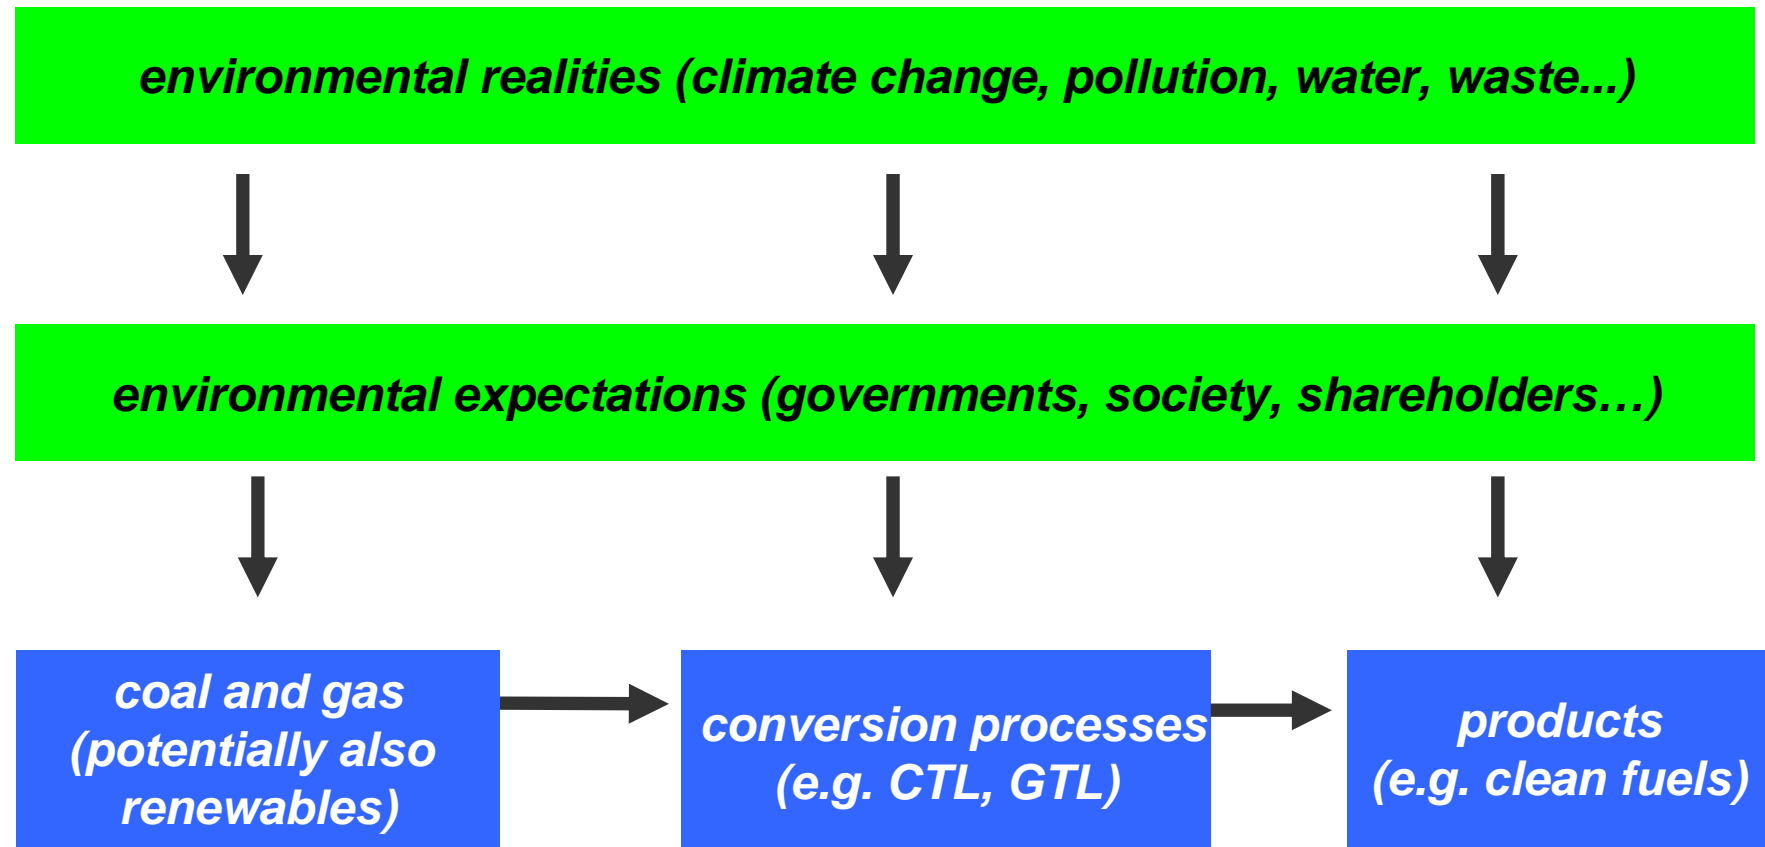 environmental realities (climate change, pollution, water, waste...)
environmental expectations (governments, society, shareholders…)
coal and gas
(potentially also
renewables)
conversion processes
(e.g. CTL, GTL)
products
(e.g. clean fuels)